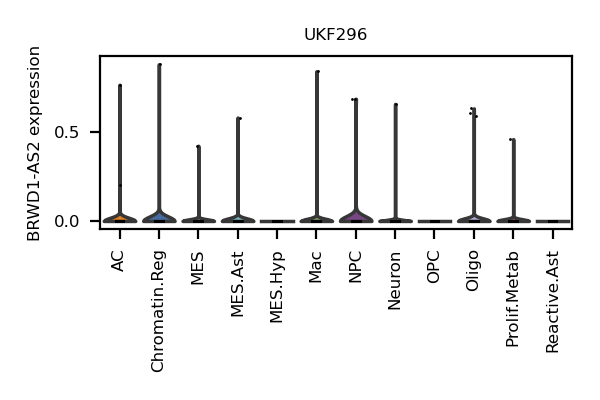 UKF296
BRWD1-AS2 expression
0.5
0.0
AC
Chromatin.Reg
MES
MES.Ast
MES.Hyp
Mac
NPC
Neuron
OPC
Oligo
Prolif.Metab
Reactive.Ast